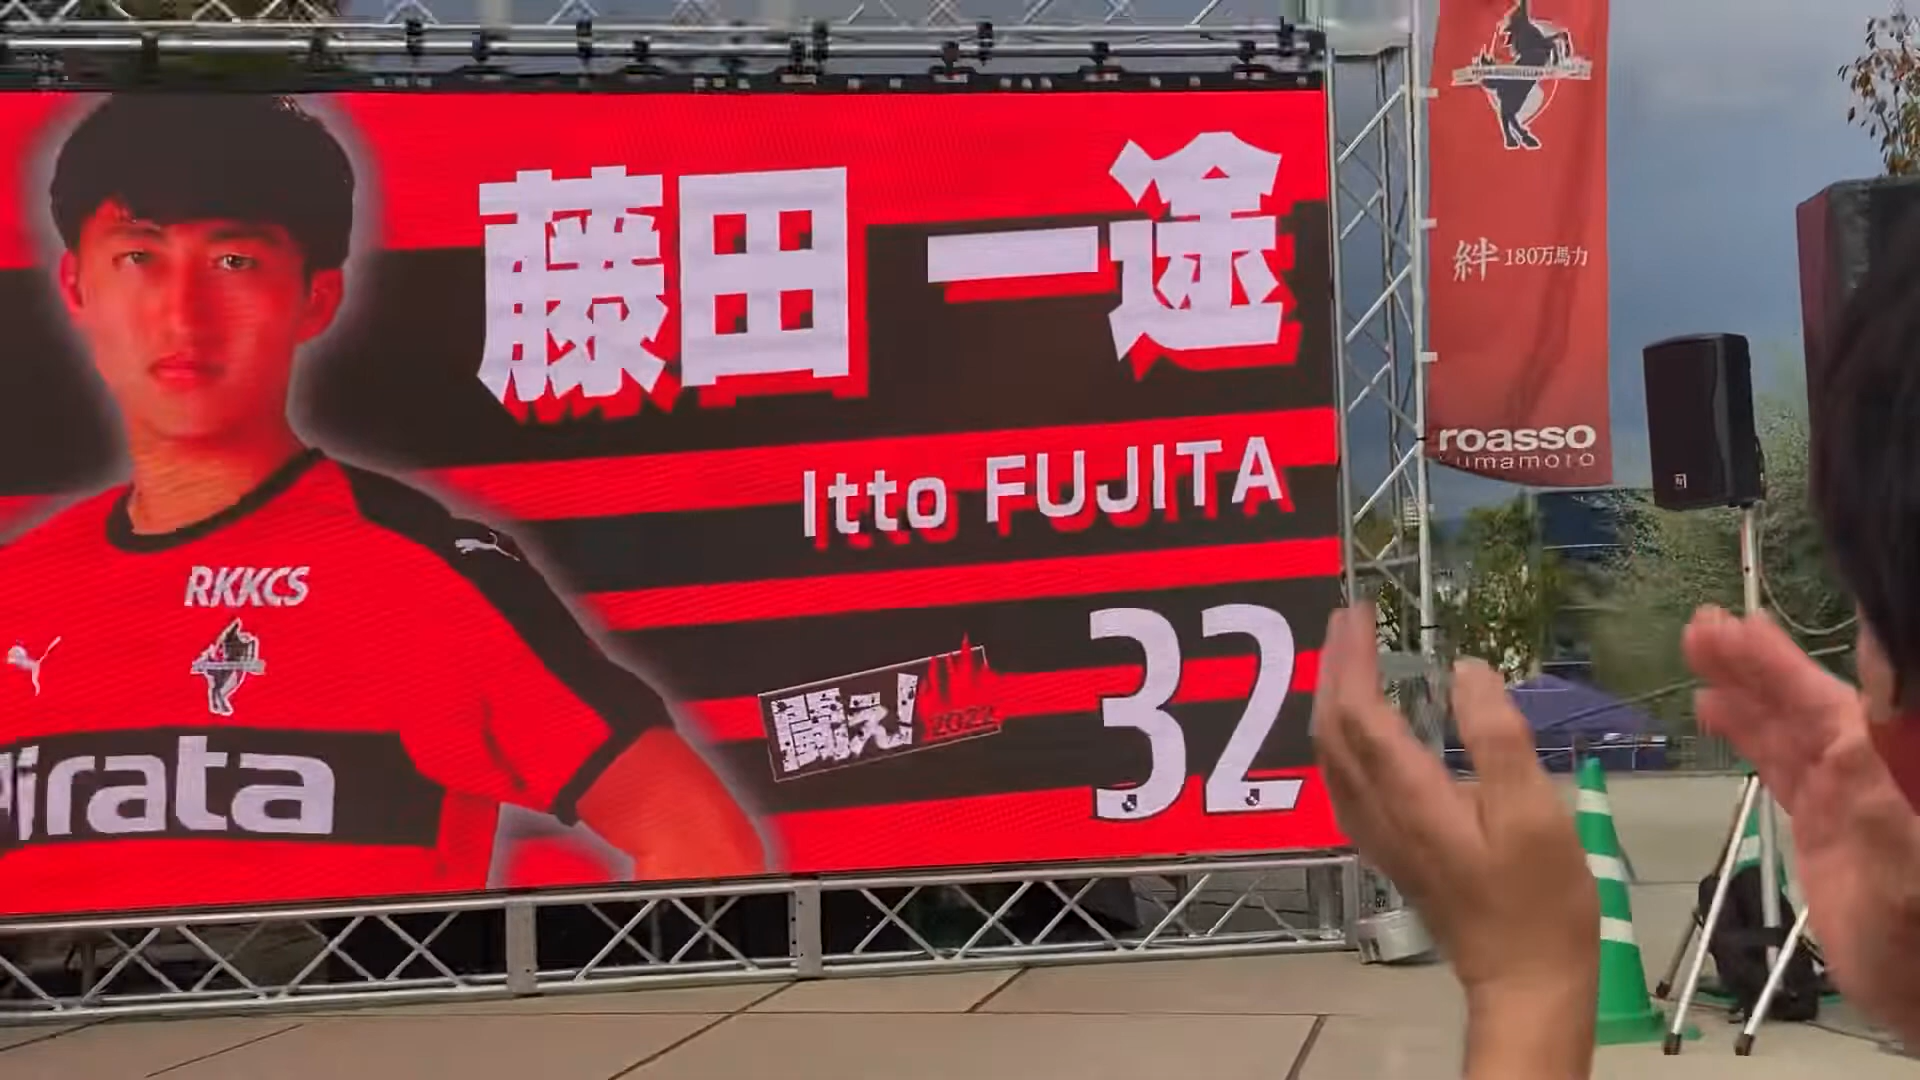 藤田 一途
Itto FUJITA
RKKCS
irata
闘え!
2022
32
絆 180万馬力
roasso
umamoto